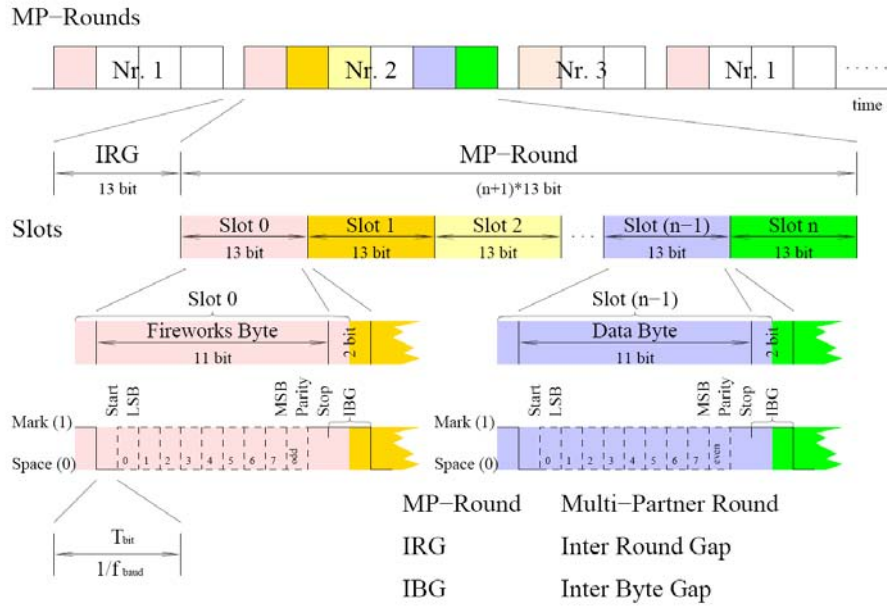 MP−Rounds
Nr. 1 Nr. 2 Nr. 3 Nr. 1
time
IRG MP−Round
13 bit (n+1)*13 bit
Slots Slot 0 Slot 1 Slot 2 Slot (n−1) Slot n
13 bit 13 bit 13 bit 13 bit 13 bit
Slot 0 Slot (n−1)
Fireworks Byte 2 bit Data Byte 2 bit
11 bit 11 bit
Start LSB MSB Parity Stop IBG Start LSB MSB Parity Stop IBG
Mark (1) Mark (1)
Space (0) 0 1 2 3 4 5 6 7 odd Space (0) 0 1 2 3 4 5 6 7 even
MP−Round Multi−Partner Round
T bit
IRG Inter Round Gap
1/f baud
IBG Inter Byte Gap